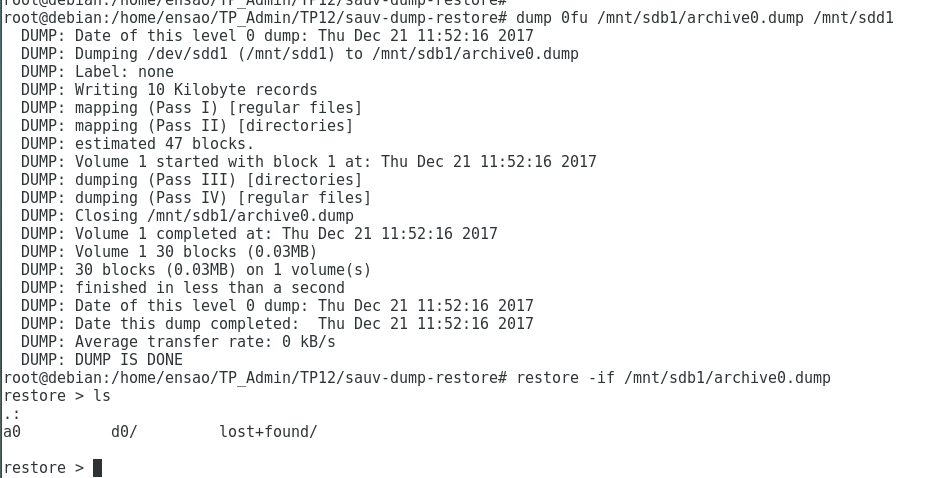 root@debian:/home/ensao/TP_Admin/TP12/sauv-dump-restore#
root@debian:/home/ensao/TP_Admin/TP12/sauv-dump-restore# dump 0fu /mnt/sdb1/archive0.dump /mnt/sdd1
DUMP: Date of this level 0 dump: Thu Dec 21 11:52:16 2017
DUMP: Dumping /dev/sdd1 (/mnt/sdd1) to /mnt/sdb1/archive0.dump
DUMP: Label: none
DUMP: Writing 10 Kilobyte records
DUMP: mapping (Pass I) [regular files]
DUMP: mapping (Pass II) [directories]
DUMP: estimated 47 blocks.
DUMP: Volume 1 started with block 1 at: Thu Dec 21 11:52:16 2017
DUMP: dumping (Pass III) [directories]
DUMP: dumping (Pass IV) [regular files]
DUMP: Closing /mnt/sdb1/archive0.dump
DUMP: Volume 1 completed at: Thu Dec 21 11:52:16 2017
DUMP: Volume 1 30 blocks (0.03MB)
DUMP: 30 blocks (0.03MB) on 1 volume(s)
DUMP: finished in less than a second
DUMP: Date of this level 0 dump: Thu Dec 21 11:52:16 2017
DUMP: Date this dump completed:  Thu Dec 21 11:52:16 2017
DUMP: Average transfer rate: 0 kB/s
DUMP: DUMP IS DONE
root@debian:/home/ensao/TP_Admin/TP12/sauv-dump-restore# restore -if /mnt/sdb1/archive0.dump
restore > ls
.:
a0          d0/         lost+found/
restore >